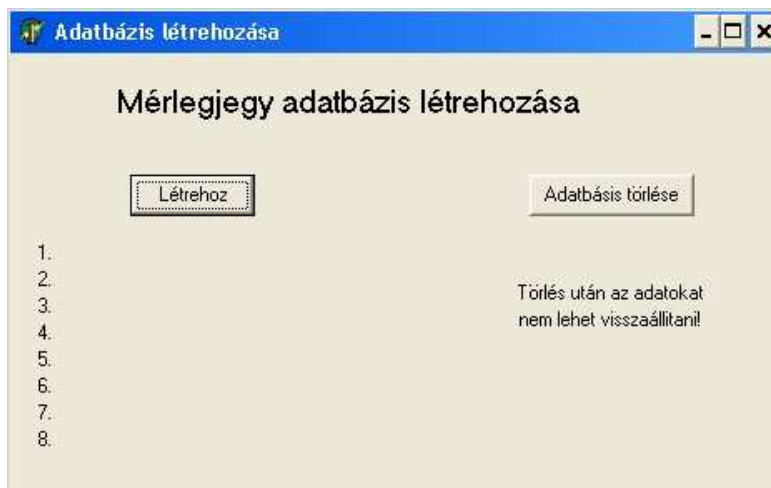 Adatbázis létrehozása
Mérlegjegy adatbázis létrehozása
Létrehoz
Adatbásis törlése
1.
2.
3.
4.
5.
6.
7.
8.
Törlés után az adatokat
nem lehet visszaállitani!